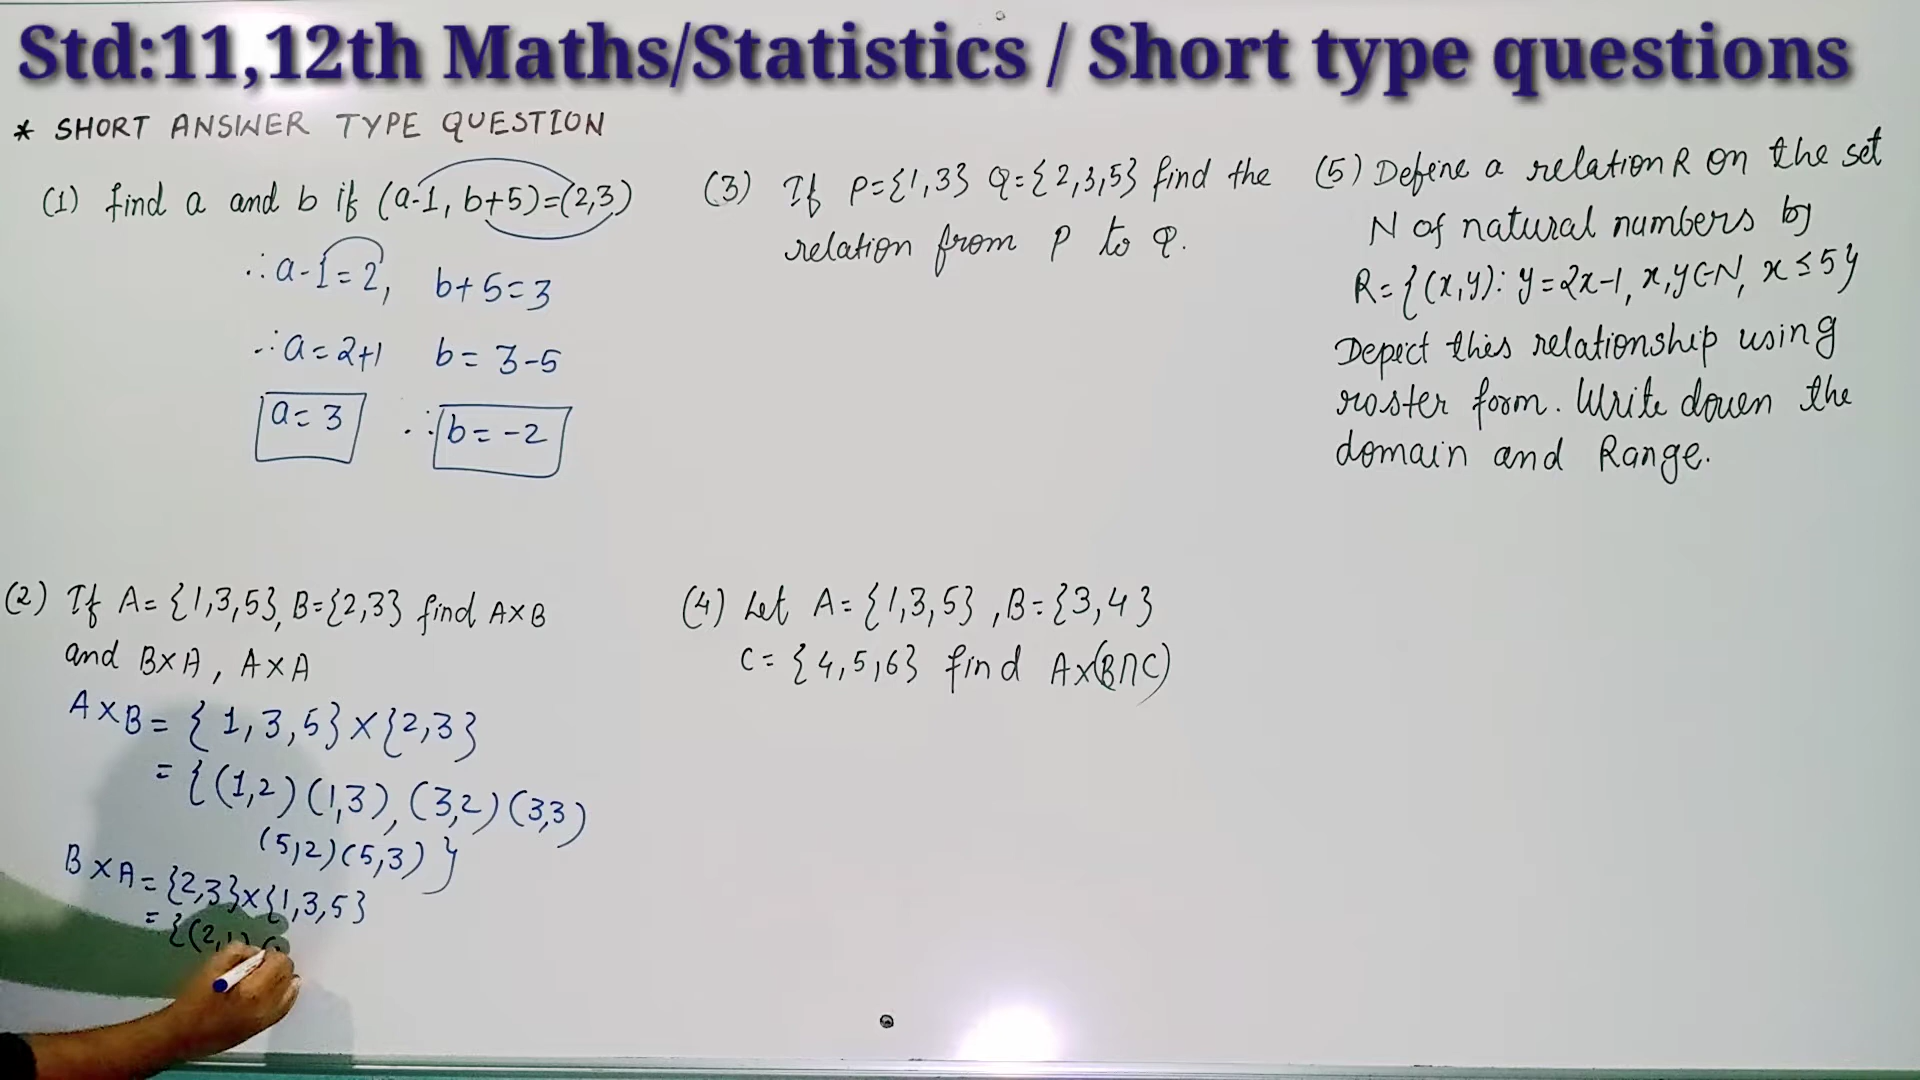 Std:11,12th Maths/Statistics / Short type questions
* SHORT ANSWER TYPE QUESTION
(1) find a and b if (a-1, b+5)=(2,3)
∴a-1=2, b+5=3
∴a=2+1 b=3-5
a=3 ∴b=-2
(2) If A={1,3,5}, B={2,3} find A×B
and B×A, A×A
A×B={1,3,5}×{2,3}
={(1,2)(1,3),(3,2)(3,3)
(5,2)(5,3)}
B×A={2,3}×{1,3,5}
={(2,1)(
(3) If P={1,3} Q={2,3,5} find the
relation from P to Q.
(4) Let A={1,3,5}, B={3,4}
C={4,5,6} find A×(B∩C)
(5) Define a relation R on the set
N of natural numbers by
R={(x,y): y=2x-1, x,y∈N, x≤5}
Depict this relationship using
roster form. Write down the
domain and Range.